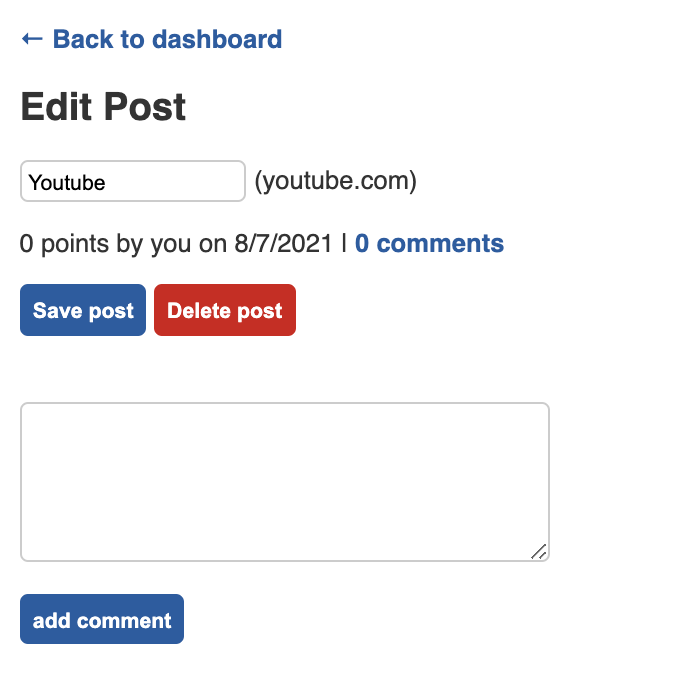 ← Back to dashboard
Edit Post
Youtube (youtube.com)
0 points by you on 8/7/2021 | 0 comments
Save post Delete post
add comment